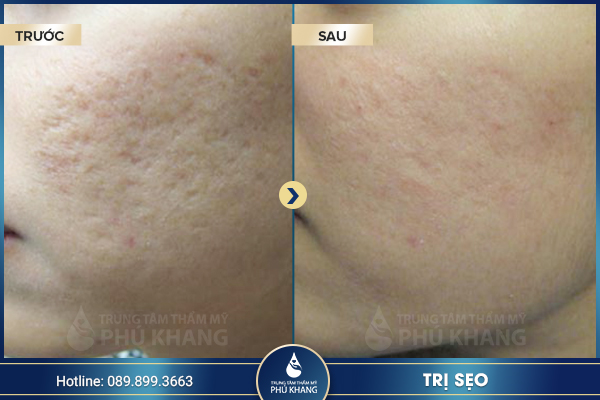 TRƯỚC
SAU
TRUNG TÂM THẨM MỸ
PHÚ KHANG
TRUNG TÂM THẨM MỸ
PHÚ KHANG
Hotline: 089.899.3663
TRUNG TÂM THẨM MỸ
PHÚ KHANG
TRỊ SẸO